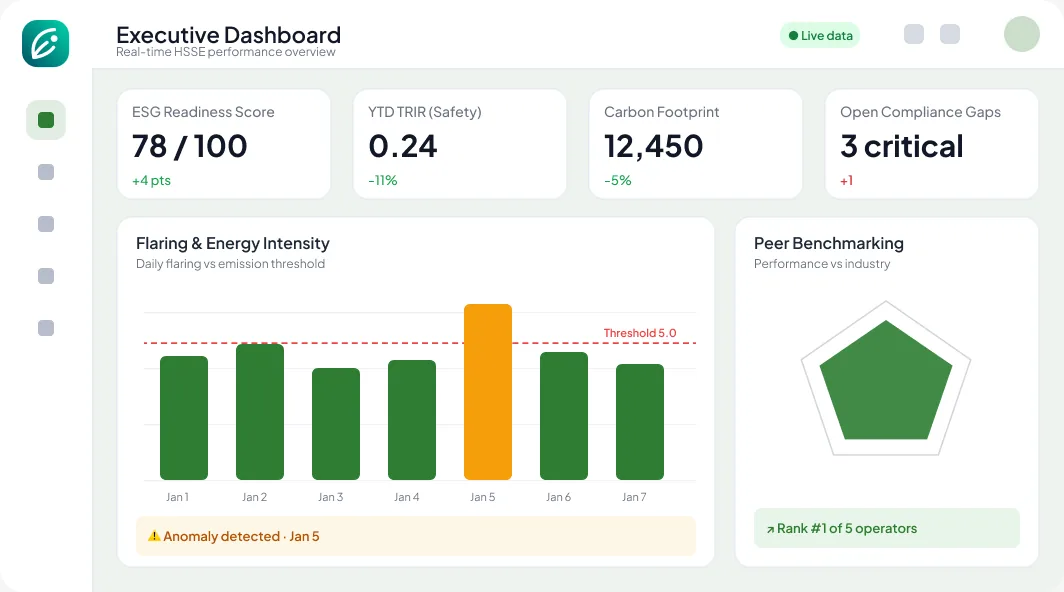 Executive Dashboard
Real-time HSSE performance overview
Live data
ESG Readiness Score
78 / 100
+4 pts
YTD TRIR (Safety)
0.24
-11%
Carbon Footprint
12,450
-5%
Open Compliance Gaps
3 critical
+1
Flaring & Energy Intensity
Daily flaring vs emission threshold
Threshold 5.0
Jan 1
Jan 2
Jan 3
Jan 4
Jan 5
Jan 6
Jan 7
⚠ Anomaly detected · Jan 5
Peer Benchmarking
Performance vs industry
↗ Rank #1 of 5 operators